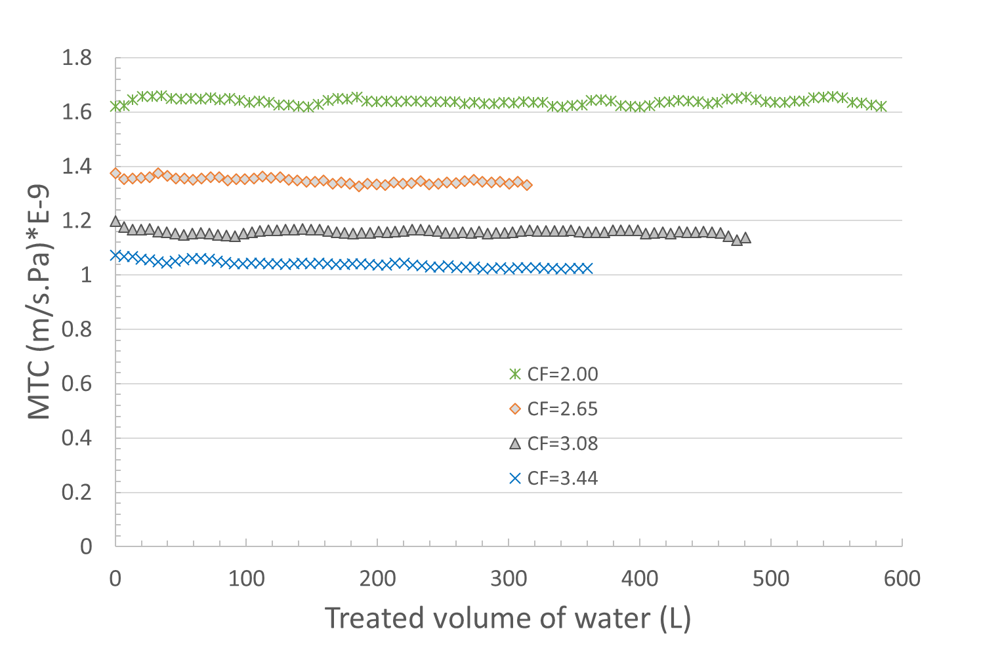 1.8
1.6
1.4
1.2
1
0.8
0.6
0.4
0.2
0
MTC (m/s.Pa)*E-9
CF=2.00
CF=2.65
CF=3.08
CF=3.44
0 100 200 300 400 500 600
Treated volume of water (L)